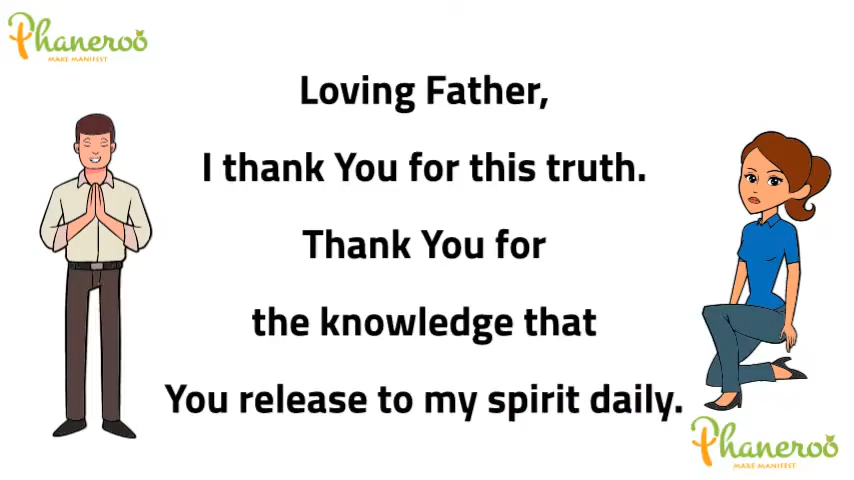 Phaneroo
MAKE MANIFEST
Loving Father,
I thank You for this truth.
Thank You for
the knowledge that
You release to my spirit daily.
Phaneroo
MAKE MANIFEST